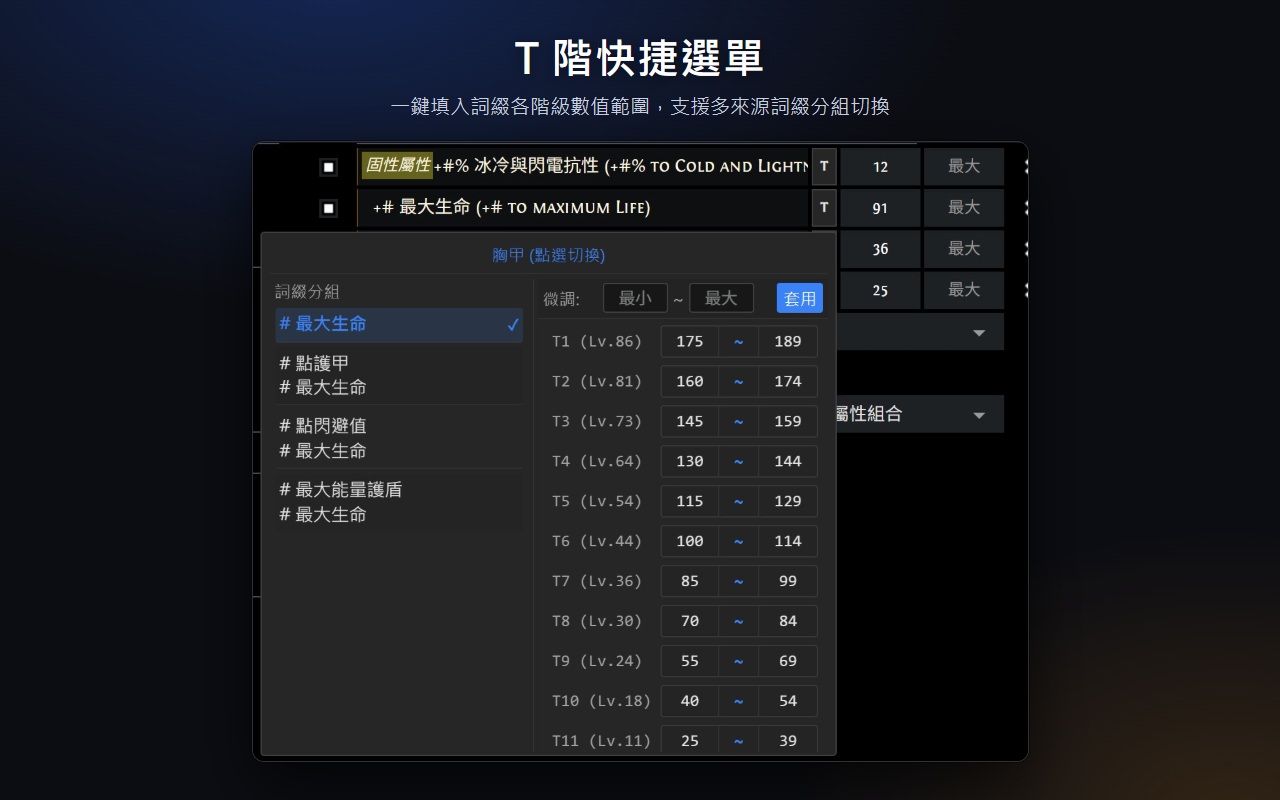 T 階快捷選單
一鍵填入詞綴各階級數值範圍，支援多來源詞綴分組切換
固性屬性 +#% 冰冷與閃電抗性 (+#% TO COLD AND LIGHTN T 12 最大
+# 最大生命 (+# TO MAXIMUM LIFE) T 91 最大
36 最大
25 最大
屬性組合
胸甲 (點選切換)
詞綴分組
# 最大生命 ✓
# 點護甲
# 最大生命
# 點閃避值
# 最大生命
# 最大能量護盾
# 最大生命
微調: 最小 ~ 最大 套用
T1 (Lv.86) 175 ~ 189
T2 (Lv.81) 160 ~ 174
T3 (Lv.73) 145 ~ 159
T4 (Lv.64) 130 ~ 144
T5 (Lv.54) 115 ~ 129
T6 (Lv.44) 100 ~ 114
T7 (Lv.36) 85 ~ 99
T8 (Lv.30) 70 ~ 84
T9 (Lv.24) 55 ~ 69
T10 (Lv.18) 40 ~ 54
T11 (Lv.11) 25 ~ 39